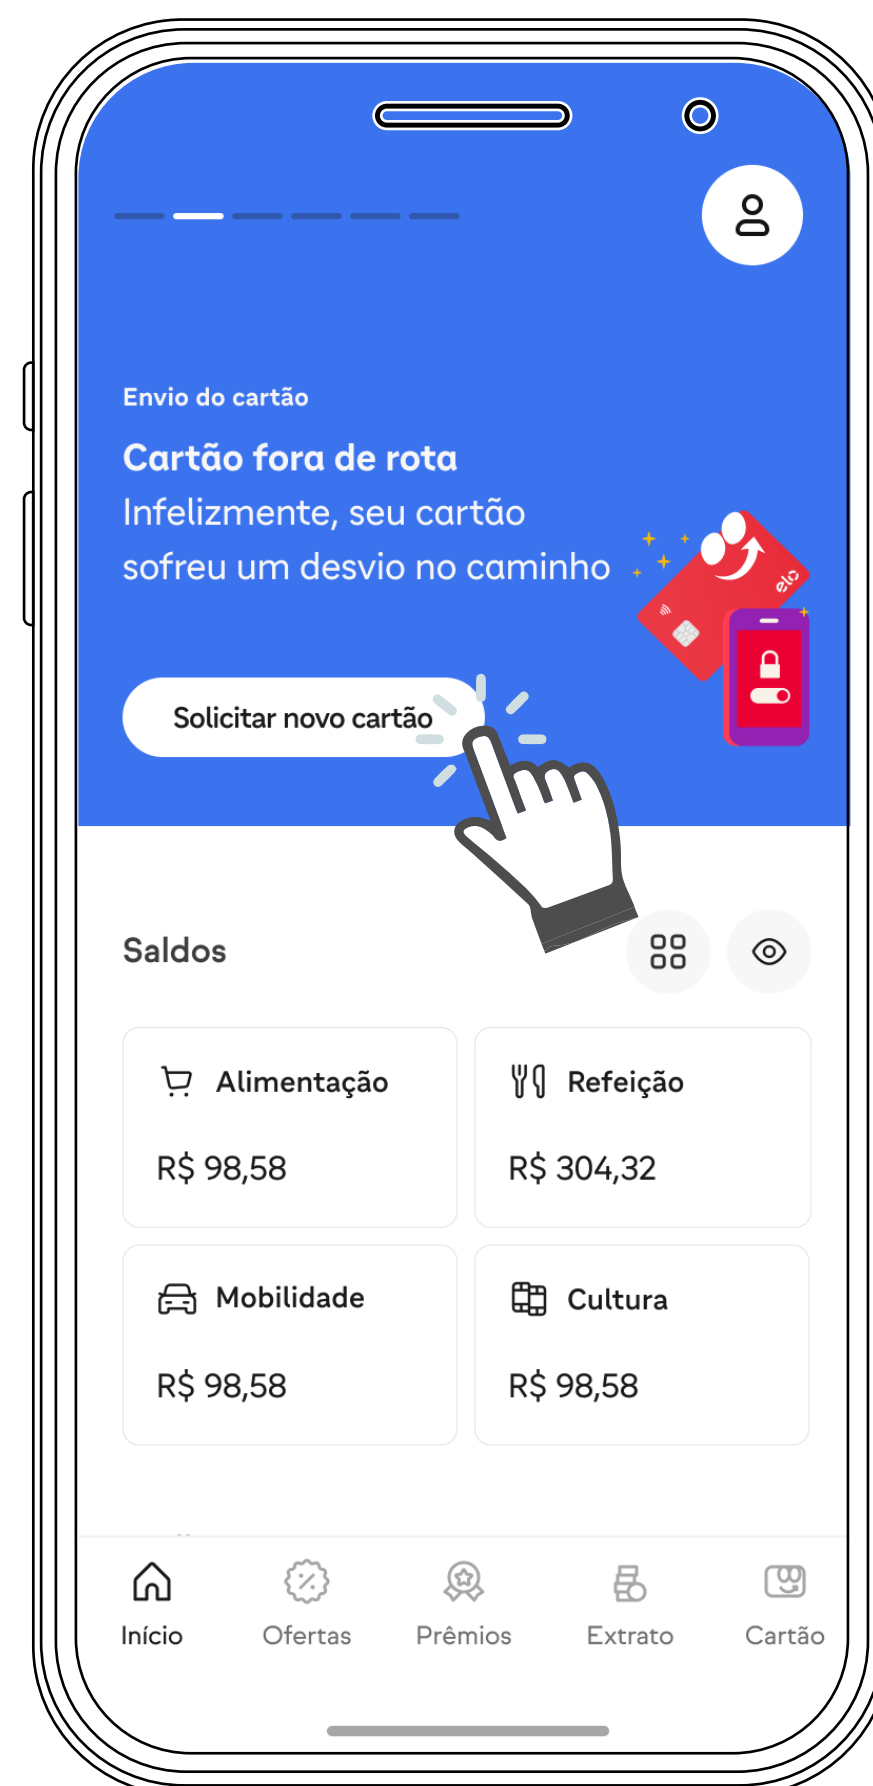 Envio do cartão
Cartão fora de rota
Infelizmente, seu cartão
sofreu um desvio no caminho
elo
Solicitar novo cartão
Saldos
Alimentação
Refeição
R$ 98,58
R$ 304,32
Mobilidade
Cultura
R$ 98,58
R$ 98,58
Início
Ofertas
Prêmios
Extrato
Cartão